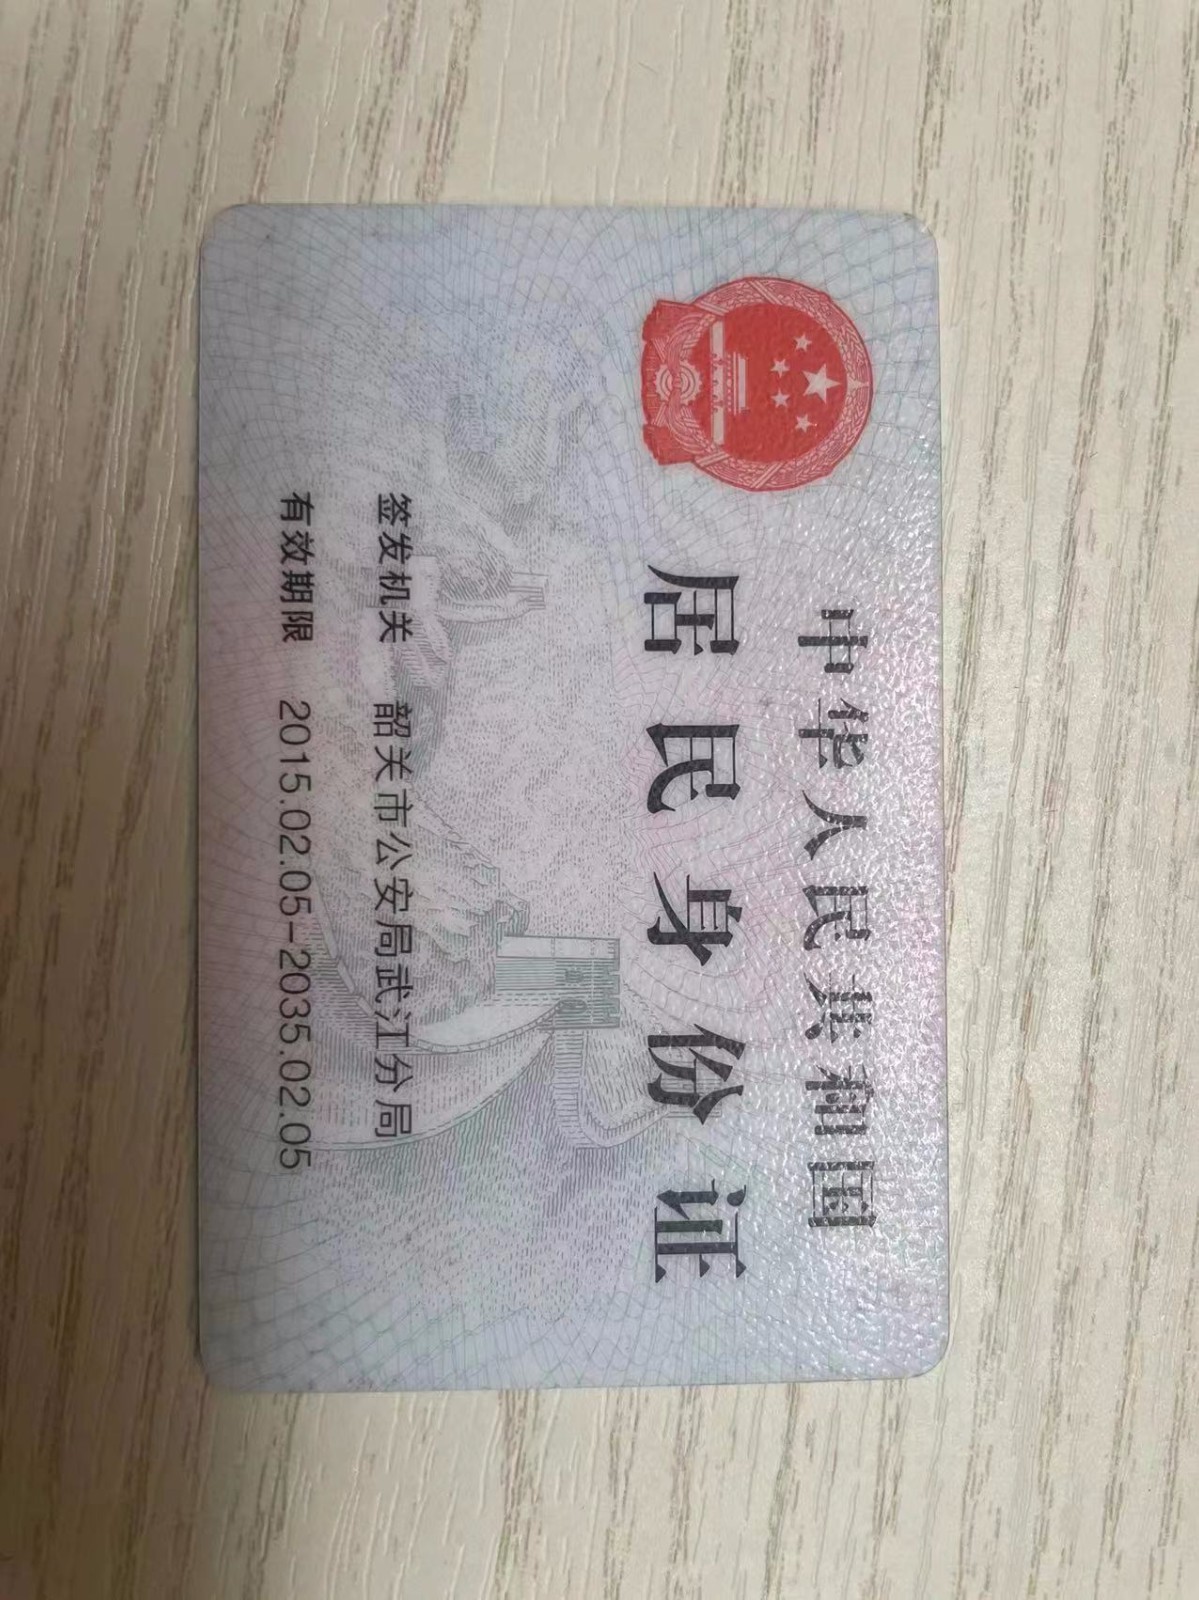 中华人民共和国
居民身份证
签发机关 韶关市公安局武江分局
有效期限 2015.02.05-2035.02.05